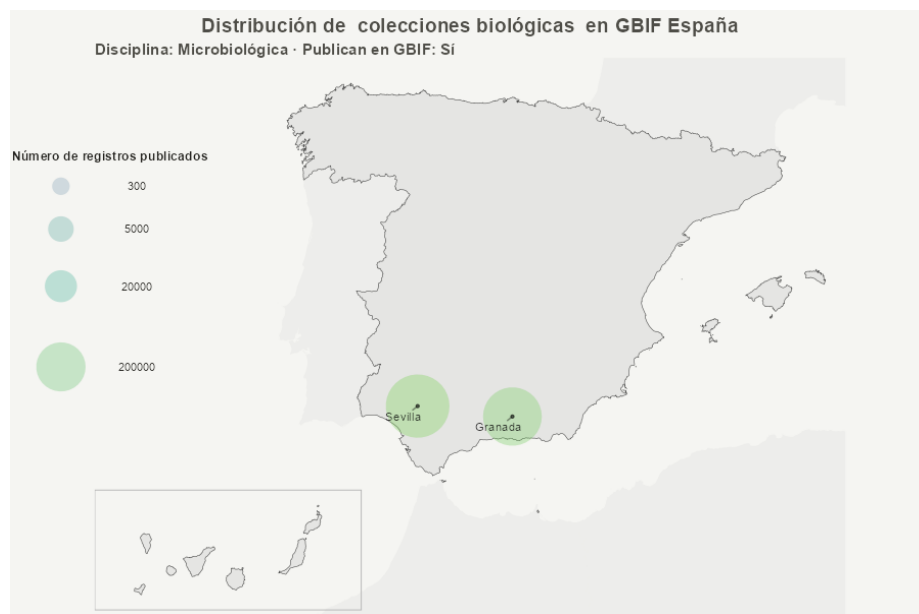 Distribución de  colecciones biológicas  en GBIF España
Disciplina: Microbiológica · Publican en GBIF: Sí
Número de registros publicados
300
5000
20000
200000
Sevilla
Granada